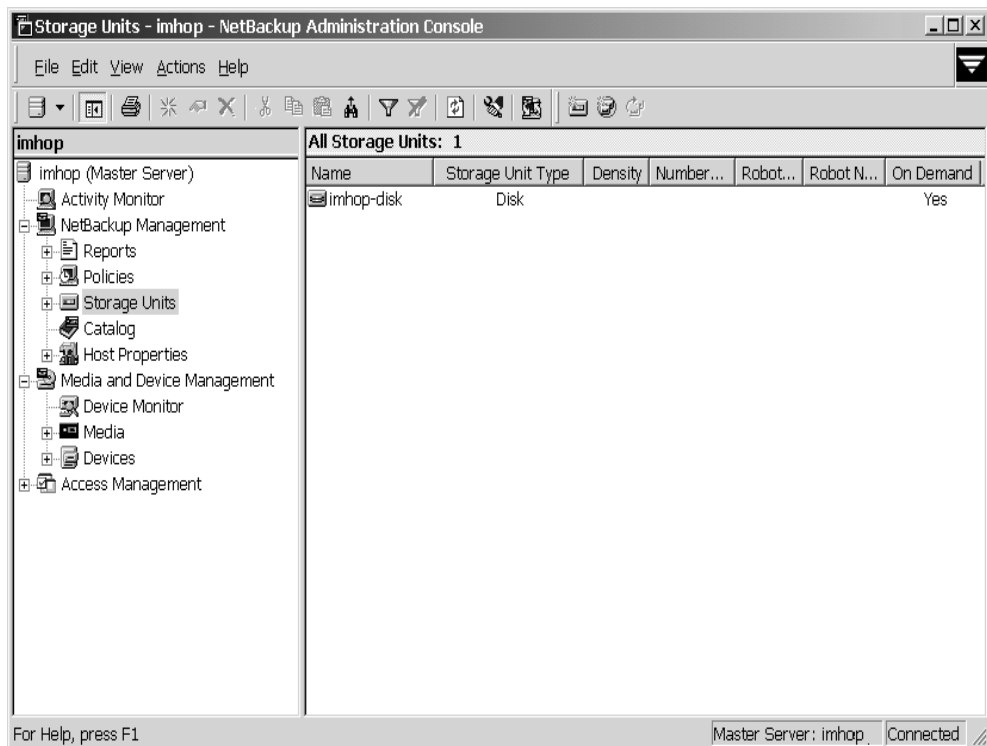 Storage Units - imhop - NetBackup Administration Console
File Edit View Actions Help
imhop
All Storage Units: 1
imhop (Master Server)
Name Storage Unit Type Density Number... Robot... Robot N... On Demand
Activity Monitor
imhop-disk Disk Yes
NetBackup Management
Reports
Policies
Storage Units
Catalog
Host Properties
Media and Device Management
Device Monitor
Media
Devices
Access Management
For Help, press F1
Master Server: imhop
Connected